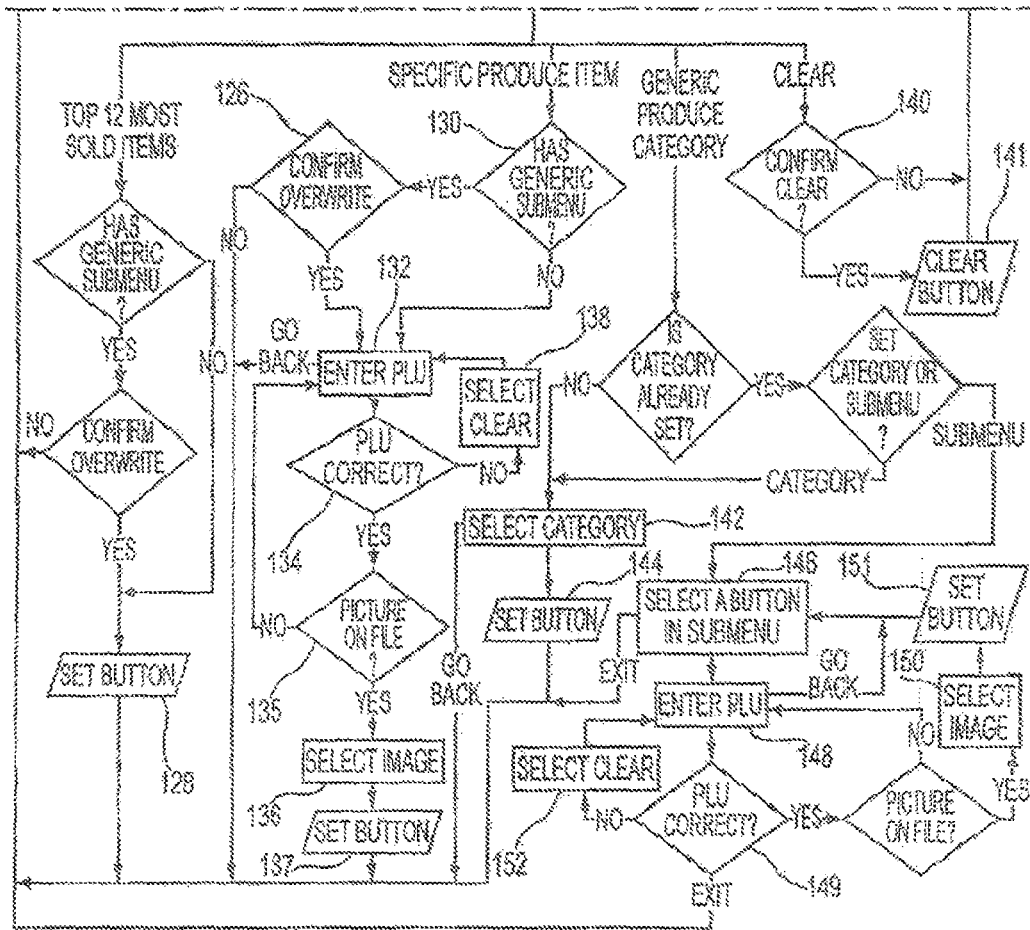 SPECIFIC PRODUCE ITEM
CLEAR
GENERIC
PRODUCE
CATEGORY
TOP 12 MOST
SOLD ITEMS
126
130
140
141
CONFIRM
OVERWRITE
YES
HAS
GENERIC
SUBMENU
?
CONFIRM
CLEAR
?
NO
HAS
GENERIC
SUBMENU
?
NO
YES
132
NO
YES
CLEAR
BUTTON
138
YES
NO
GO
BACK
ENTER PLU
SELECT
CLEAR
NO
IS
CATEGORY
ALREADY
SET?
YES
SET
CATEGORY OR
SUBMENU
?
SUBMENU
NO
CONFIRM
OVERWRITE
PLU
CORRECT?
NO
CATEGORY
134
YES
SELECT CATEGORY
142
YES
144
146
151
NO
PICTURE
ON FILE
?
SET BUTTON
SELECT A BUTTON
IN SUBMENU
SET
BUTTON
SET BUTTON
128
135
YES
GO
BACK
EXIT
GO
BACK
150
ENTER PLU
SELECT
IMAGE
SELECT IMAGE
136
SELECT CLEAR
148
NO
YES
SET BUTTON
137
152
NO
PLU
CORRECT?
YES
PICTURE
ON FILE?
149
EXIT